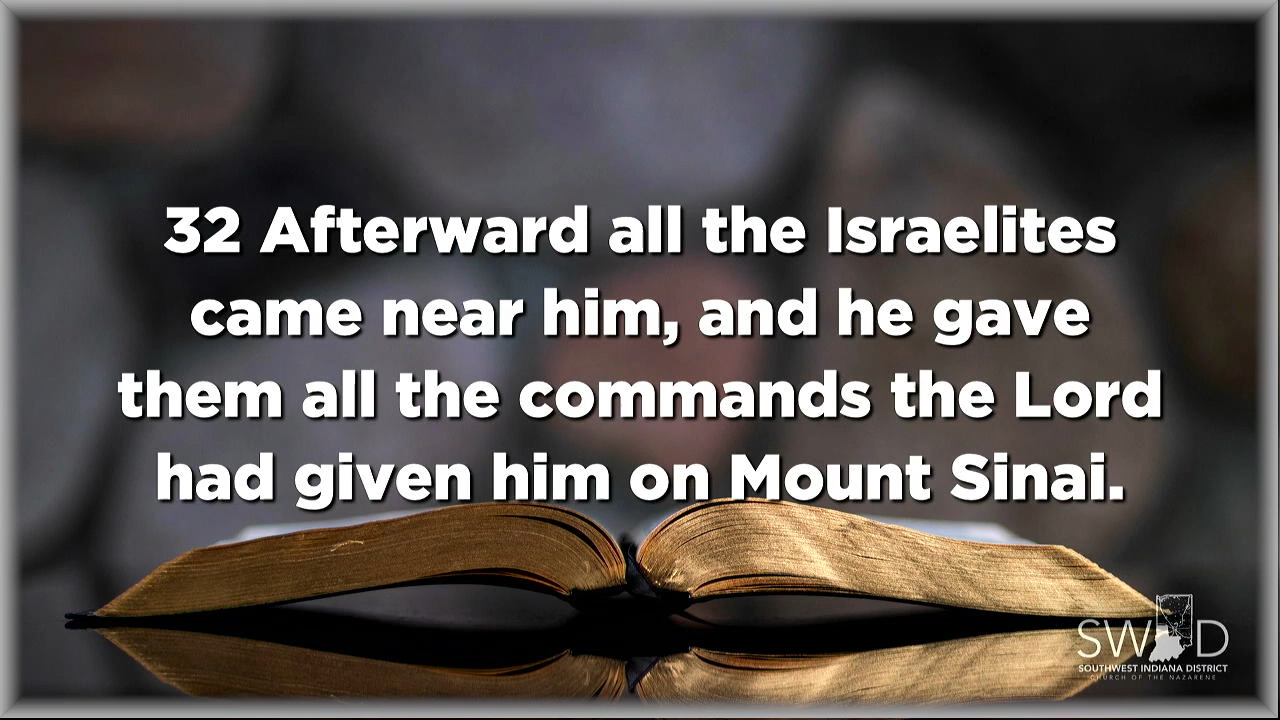 32 Afterward all the Israelites
came near him, and he gave
them all the commands the Lord
had given him on Mount Sinai.
SWID
SOUTHWEST INDIANA DISTRICT
CHURCH OF THE NAZARENE